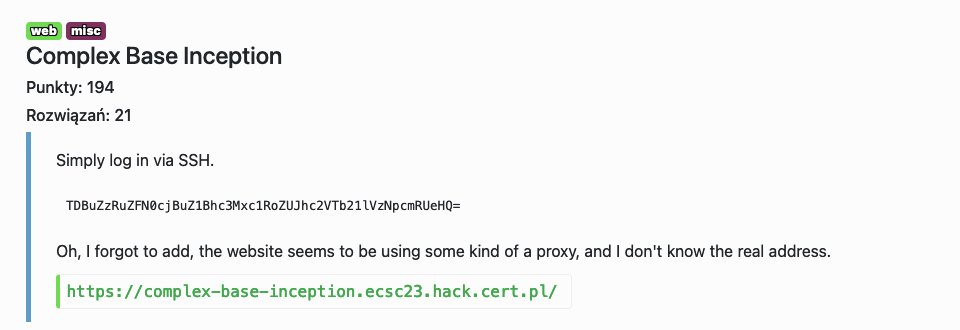 web misc
Complex Base Inception
Punkty: 194
Rozwiązań: 21
Simply log in via SSH.
TDBuZzRuZFN0cjBuZ1Bhc3Mxc1RoZUJhc2VTb21lVzNpcmRUeHQ=
Oh, I forgot to add, the website seems to be using some kind of a proxy, and I don't know the real address.
https://complex-base-inception.ecsc23.hack.cert.pl/